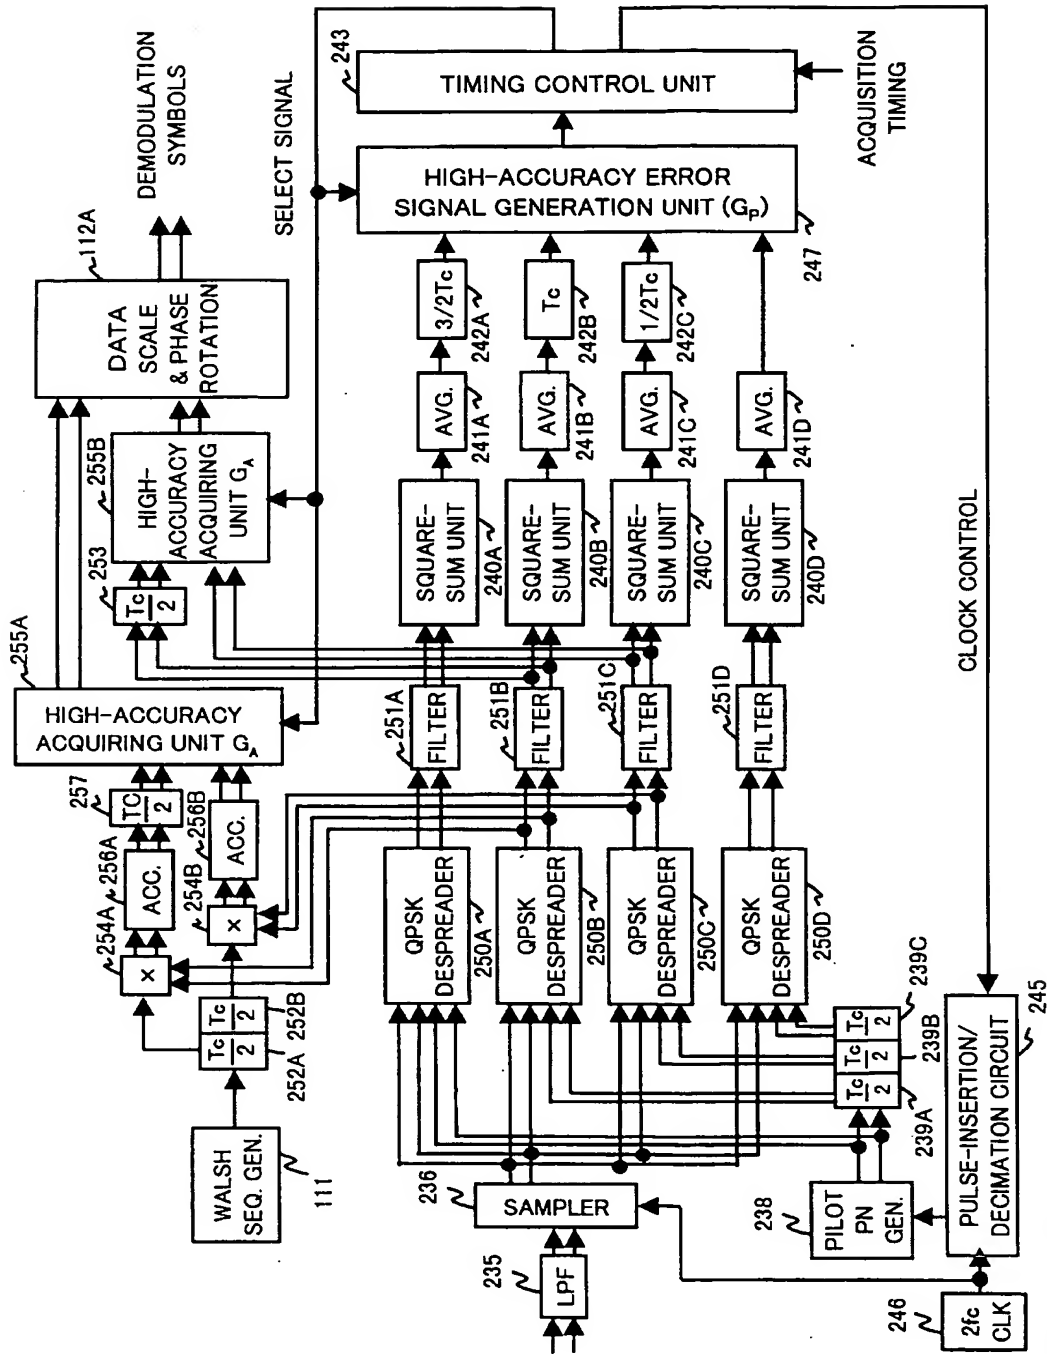 DEMODULATION
SYMBOLS
112A
DATA
SCALE
& PHASE
ROTATION
SELECT SIGNAL
243
TIMING CONTROL UNIT
ACQUISITION
TIMING
255B
HIGH-
ACCURACY
ACQUIRING
UNIT GA
253
Tc
2
HIGH-ACCURACY ERROR
SIGNAL GENERATION UNIT (GP)
247
255A
HIGH-ACCURACY
ACQUIRING UNIT GA
3/2Tc
242A
Tc
242B
1/2Tc
242C
AVG.
241A
AVG.
241B
AVG.
241C
AVG.
241D
SQUARE-
SUM UNIT
240A
SQUARE-
SUM UNIT
240B
SQUARE-
SUM UNIT
240C
SQUARE-
SUM UNIT
240D
257
TC
2
256A
ACC.
256B
ACC.
254A
×
254B
×
251A
FILTER
251B
FILTER
251C
FILTER
251D
FILTER
CLOCK CONTROL
Tc
2
252A
Tc
2
252B
QPSK
DESPREADER
250A
QPSK
DESPREADER
250B
QPSK
DESPREADER
250C
QPSK
DESPREADER
250D
WALSH
SEQ. GEN.
111
Tc
2
239A
Tc
2
239B
Tc
2
239C
236
SAMPLER
235
LPF
238
PILOT
PN
GEN.
PULSE-INSERTION/
DECIMATION CIRCUIT
245
246
2fc
CLK